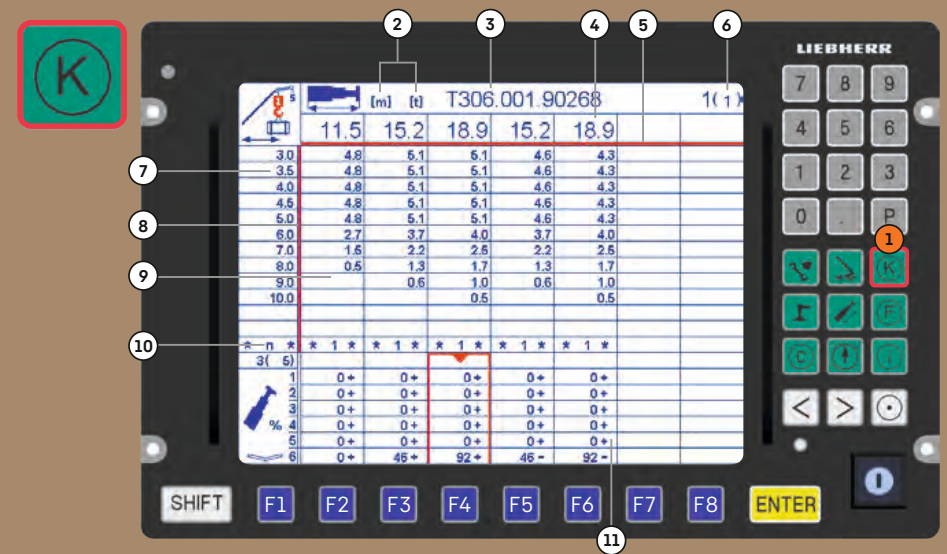 K
2 3 4 5 6
LIEBHERR
[m] [t] T306.001.90268 1( 1 )
11.5 15.2 18.9 15.2 18.9
3.0 4.8 5.1 5.1 4.6 4.3
7 3.5 4.8 5.1 5.1 4.6 4.3
4.0 4.8 5.1 5.1 4.6 4.3
4.5 4.8 5.1 5.1 4.6 4.3
8 5.0 4.8 5.1 5.1 4.6 4.3
6.0 2.7 3.7 4.0 3.7 4.0
7.0 1.5 2.2 2.5 2.2 2.5
8.0 0.5 1.3 1.7 1.3 1.7
9 9.0 0.6 1.0 0.6 1.0
10.0 0.5 0.5
10 * n * * 1 * * 1 * * 1 * * 1 * * 1 *
3( 5)
1 0+ 0+ 0+ 0+ 0+
2 0+ 0+ 0+ 0+ 0+
3 0+ 0+ 0+ 0+ 0+
% 4 0+ 0+ 0+ 0+ 0+
5 0+ 0+ 0+ 0+ 0+
6 0+ 46+ 92+ 46- 92-
7 8 9
4 5 6
1 2 3
0 . P
1
K
F
C i
< >
SHIFT F1 F2 F3 F4 F5 F6 F7 F8 ENTER
11